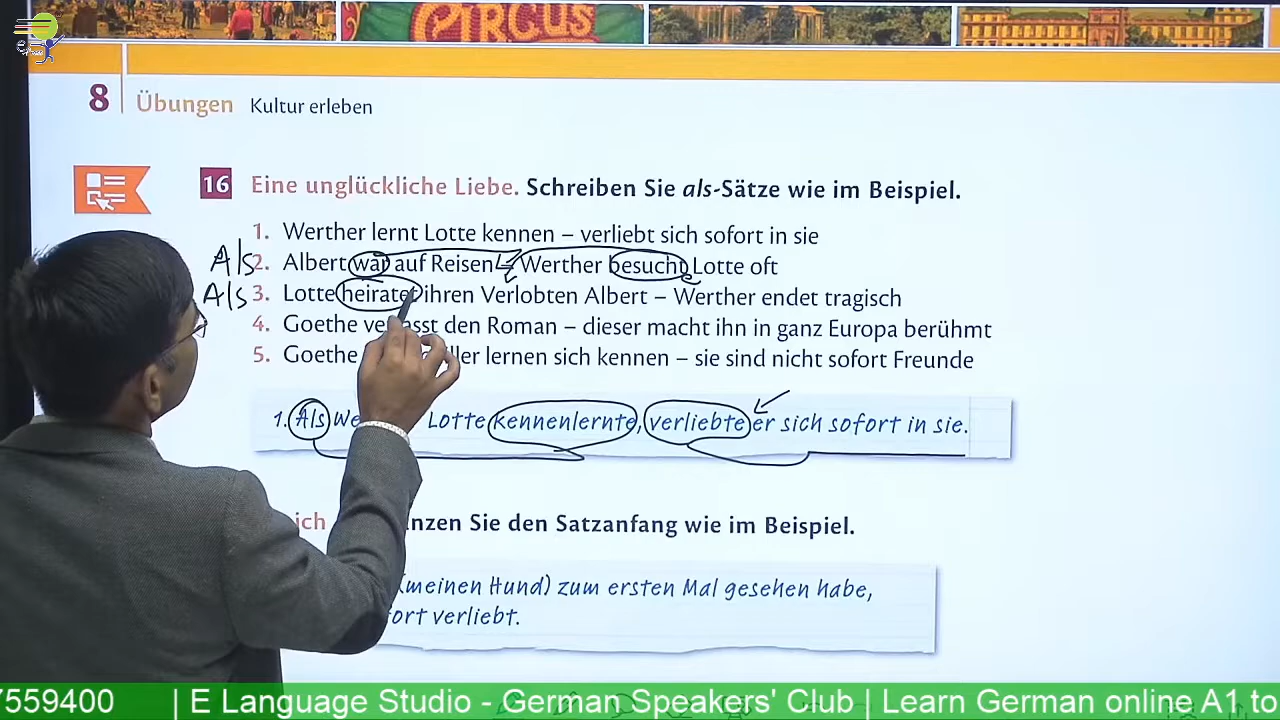 CIRCUS
8 Übungen Kultur erleben
16 Eine unglückliche Liebe. Schreiben Sie als-Sätze wie im Beispiel.
1. Werther lernt Lotte kennen – verliebt sich sofort in sie
Als 2. Albert war auf Reisen – Werther besucht Lotte oft
Als 3. Lotte heiratet ihren Verlobten Albert – Werther endet tragisch
4. Goethe den Roman – dieser macht ihn in ganz Europa berühmt
5. Goethe lernen sich kennen – sie sind nicht sofort Freunde
1. Als Lotte kennenlernte, verliebte er sich sofort in sie.
ich nzen Sie den Satzanfang wie im Beispiel.
(meinen Hund) zum ersten Mal gesehen habe,
ort verliebt.
7559400 | E Language Studio - German Speakers' Club | Learn German online A1 to